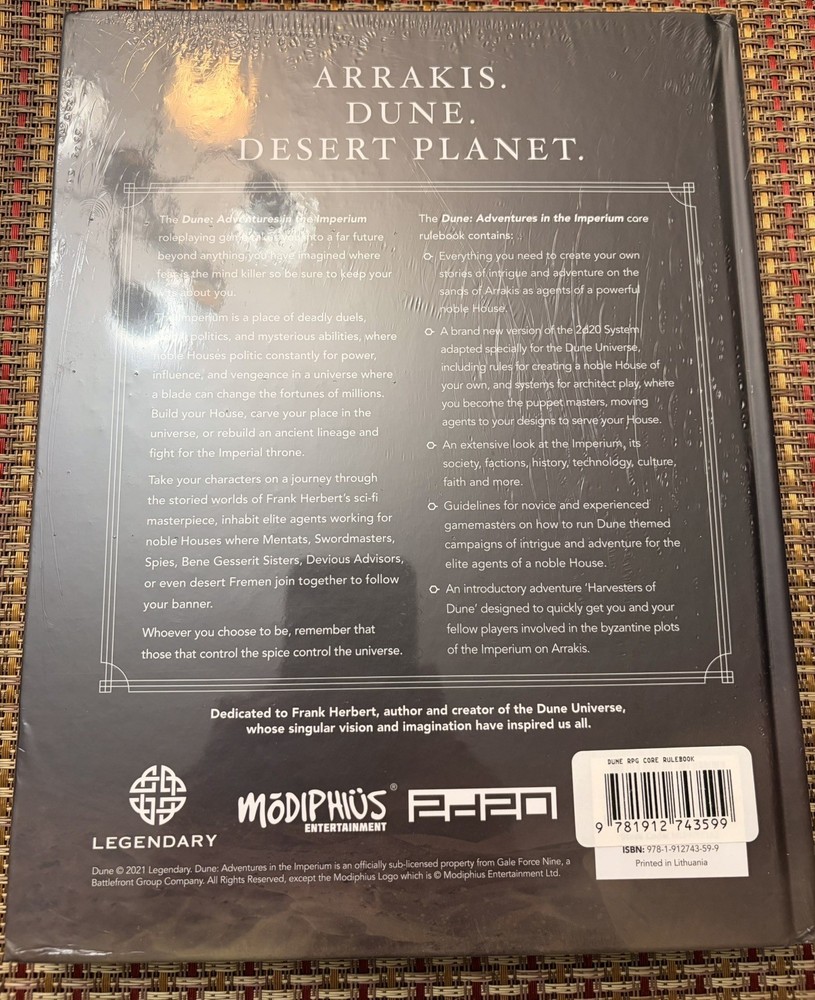 ARRAKIS.
DUNE.
DESERT PLANET.
The Dune: Adventures in the Imperium
roleplaying game into a far future
beyond anything you have imagined where
fear is the mind killer so be sure to keep your
about you.
The Imperium is a place of deadly duels,
politics, and mysterious abilities, where
noble Houses politic constantly for power,
influence, and vengeance in a universe where
a blade can change the fortunes of millions.
Build your House, carve your place in the
universe, or rebuild an ancient lineage and
fight for the Imperial throne.
Take your characters on a journey through
the storied worlds of Frank Herbert's sci-fi
masterpiece, inhabit elite agents working for
noble Houses where Mentats, Swordmasters,
Spies, Bene Gesserit Sisters, Devious Advisors,
or even desert Fremen join together to follow
your banner.
Whoever you choose to be, remember that
those that control the spice control the universe.
The Dune: Adventures in the Imperium core
rulebook contains:
Everything you need to create your own
stories of intrigue and adventure on the
sands of Arrakis as agents of a powerful
noble House.
A brand new version of the 2d20 System
adapted specially for the Dune Universe,
including rules for creating a noble House of
your own, and systems for architect play, where
you become the puppet masters, moving
agents to your designs to serve your House.
An extensive look at the Imperium, its
society, factions, history, technology, culture,
faith and more.
Guidelines for novice and experienced
gamemasters on how to run Dune themed
campaigns of intrigue and adventure for the
elite agents of a noble House.
An introductory adventure 'Harvesters of
Dune' designed to quickly get you and your
fellow players involved in the byzantine plots
of the Imperium on Arrakis.
Dedicated to Frank Herbert, author and creator of the Dune Universe,
whose singular vision and imagination have inspired us all.
LEGENDARY
MŌDIPHIÜS®
ENTERTAINMENT
2d20
DUNE RPG CORE RULEBOOK
9 781912 743599
ISBN: 978-1-912743-59-9
Printed in Lithuania
Dune © 2021 Legendary. Dune: Adventures in the Imperium is an officially sub-licensed property from Gale Force Nine, a
Battlefront Group Company. All Rights Reserved, except the Modiphius Logo which is © Modiphius Entertainment Ltd.